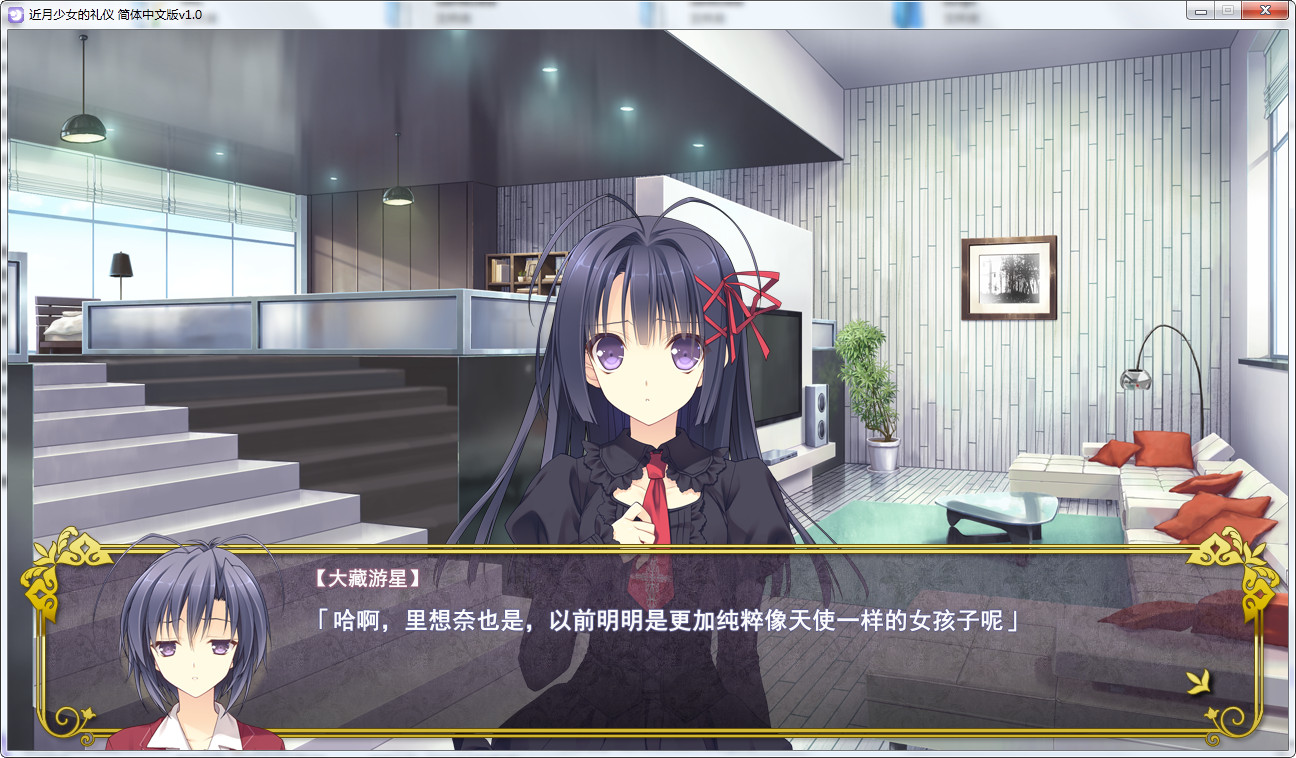 近月少女的礼仪 简体中文版v1.0
【大藏游星】
「哈啊，里想奈也是，以前明明是更加纯粹像天使一样的女孩子呢」